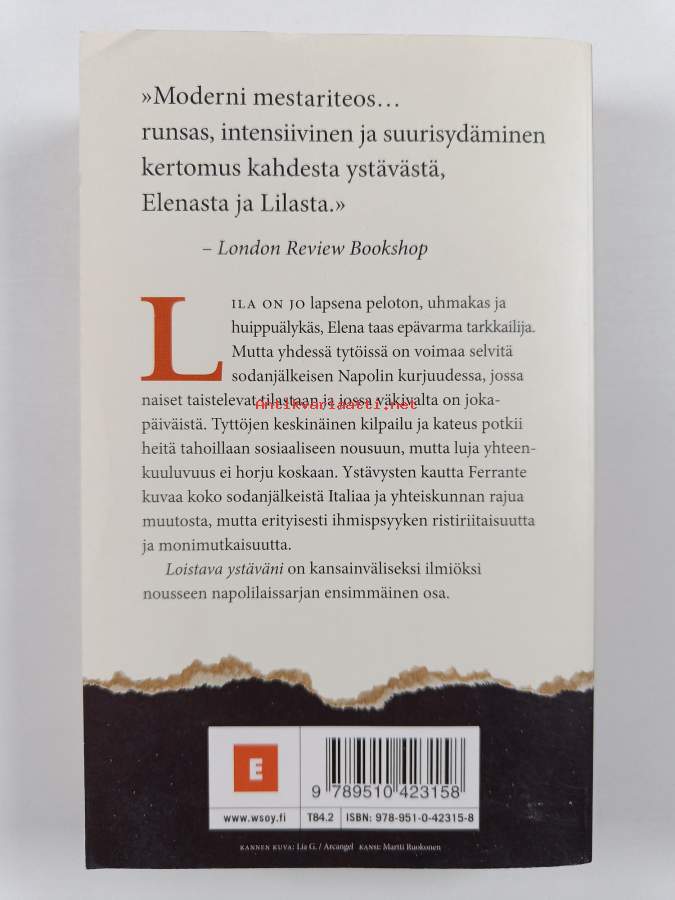 »Moderni mestariteos…
runsas, intensiivinen ja suurisydäminen
kertomus kahdesta ystävästä,
Elenasta ja Lilasta.»
– London Review Bookshop
LILA ON JO lapsena peloton, uhmakas ja
huippuälykäs, Elena taas epävarma tarkkailija.
Mutta yhdessä tytöissä on voimaa selvitä
sodanjälkeisen Napolin kurjuudessa, jossa
naiset taistelevat tilastaan ja jossa väkivalta on joka-
päiväistä. Tyttöjen keskinäinen kilpailu ja kateus potkii
heitä tahoillaan sosiaaliseen nousuun, mutta luja yhteen-
kuuluvuus ei horju koskaan. Ystävysten kautta Ferrante
kuvaa koko sodanjälkeistä Italiaa ja yhteiskunnan rajua
muutosta, mutta erityisesti ihmispsyyken ristiriitaisuutta
ja monimutkaisuutta.
Loistava ystäväni on kansainväliseksi ilmiöksi
nousseen napolilaissarjan ensimmäinen osa.
Antikvariaatti.net
E
9 789510 423158
www.wsoy.fi T84.2 ISBN: 978-951-0-42315-8
KANNEN KUVA: Lia G. / Arcangel KANSI: Martti Ruokonen